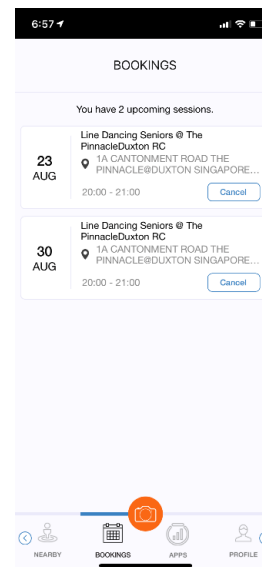 6:57
BOOKINGS
You have 2 upcoming sessions.
23
AUG
Line Dancing Seniors @ The
PinnacleDuxton RC
1A CANTONMENT ROAD THE
PINNACLE@DUXTON SINGAPORE...
20:00 - 21:00
Cancel
30
AUG
Line Dancing Seniors @ The
PinnacleDuxton RC
1A CANTONMENT ROAD THE
PINNACLE@DUXTON SINGAPORE...
20:00 - 21:00
Cancel
NEARBY
BOOKINGS
APPS
PROFILE